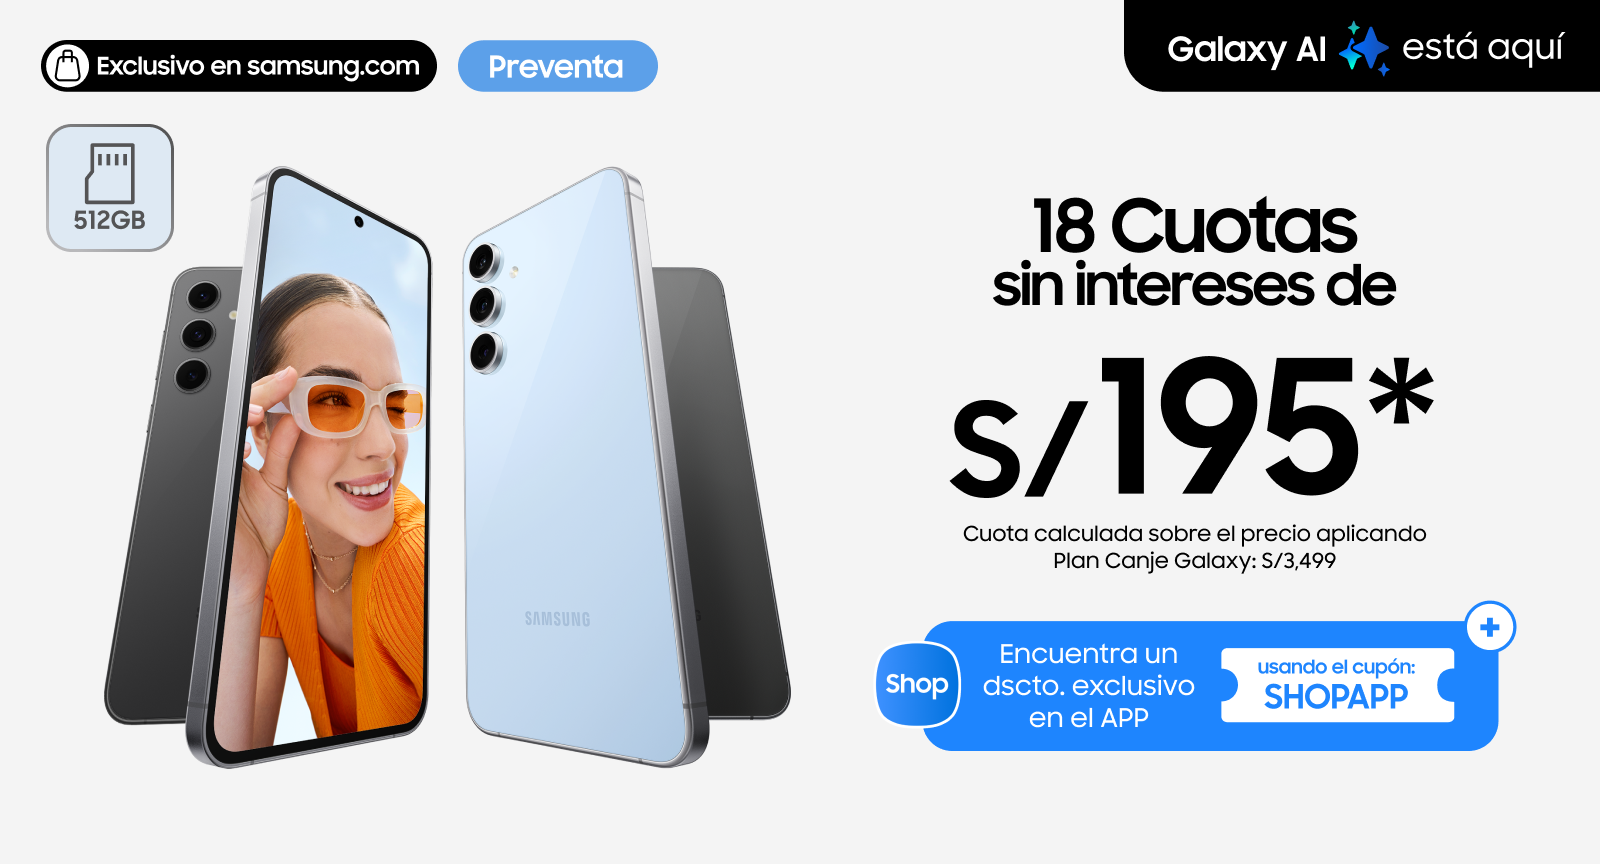 Exclusivo en samsung.com
Preventa
Galaxy AI está aquí
512GB
SAMSUNG
18 Cuotas
sin intereses de
S/195*
Cuota calculada sobre el precio aplicando
Plan Canje Galaxy: S/3,499
Shop
Encuentra un
dscto. exclusivo
en el APP
usando el cupón:
SHOPAPP
+